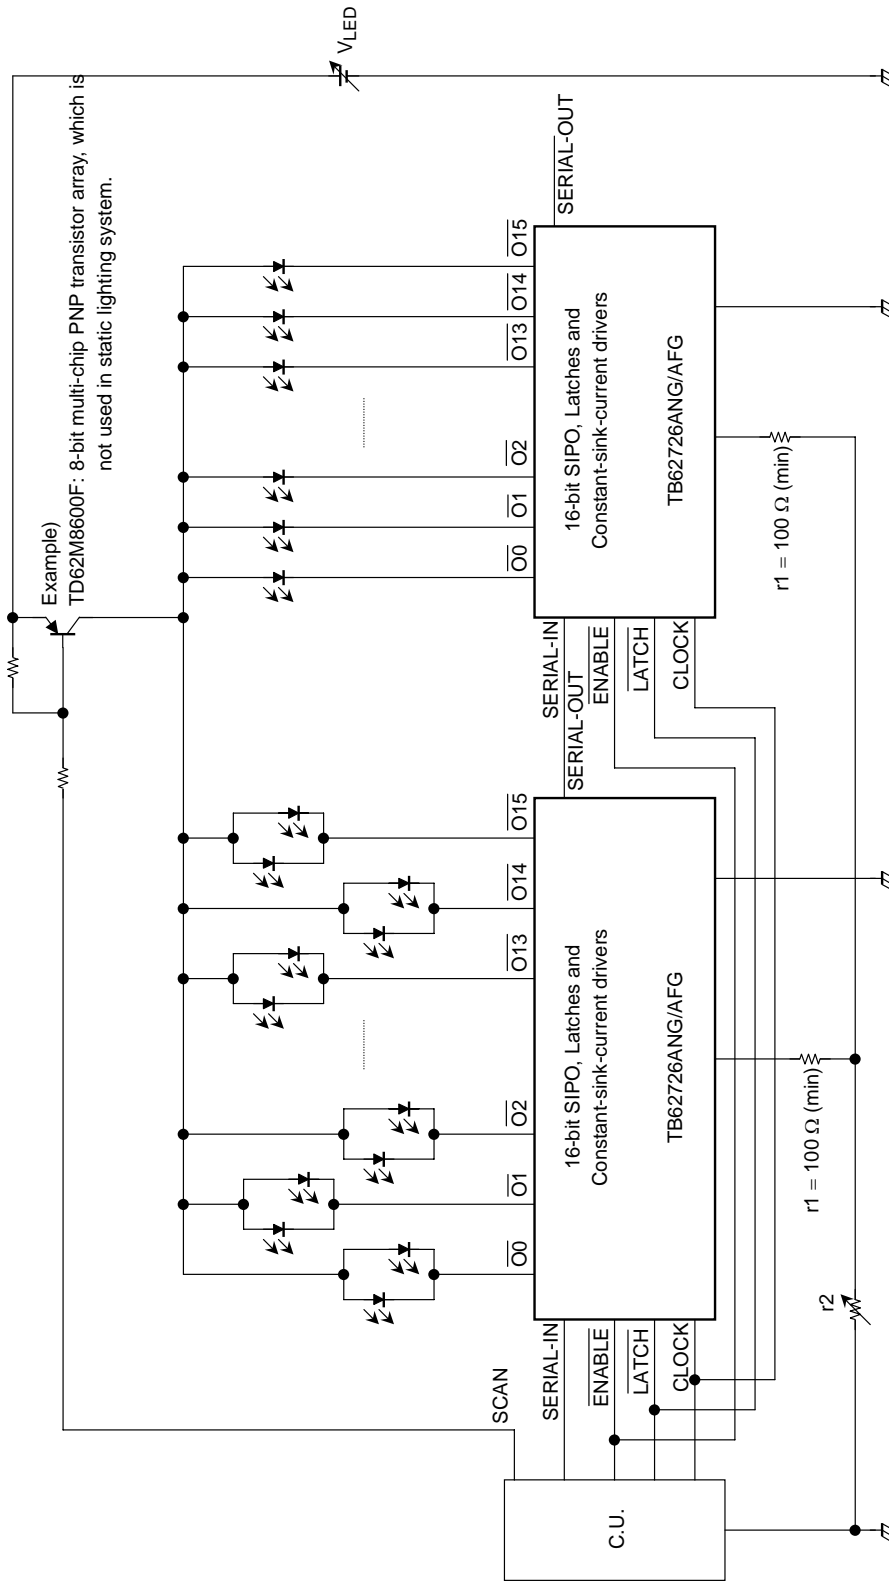 Example)
TD62M8600F: 8-bit multi-chip PNP transistor array, which is
not used in static lighting system.
VLED
SCAN
C.U.
SERIAL-IN
ENABLE
LATCH
CLOCK
O0
O1
O2
O13
O14
O15
16-bit SIPO, Latches and
Constant-sink-current drivers
TB62726ANG/AFG
SERIAL-OUT
r1 = 100 Ω (min)
r2
SERIAL-IN
ENABLE
LATCH
CLOCK
O0
O1
O2
O13
O14
O15
16-bit SIPO, Latches and
Constant-sink-current drivers
TB62726ANG/AFG
SERIAL-OUT
r1 = 100 Ω (min)